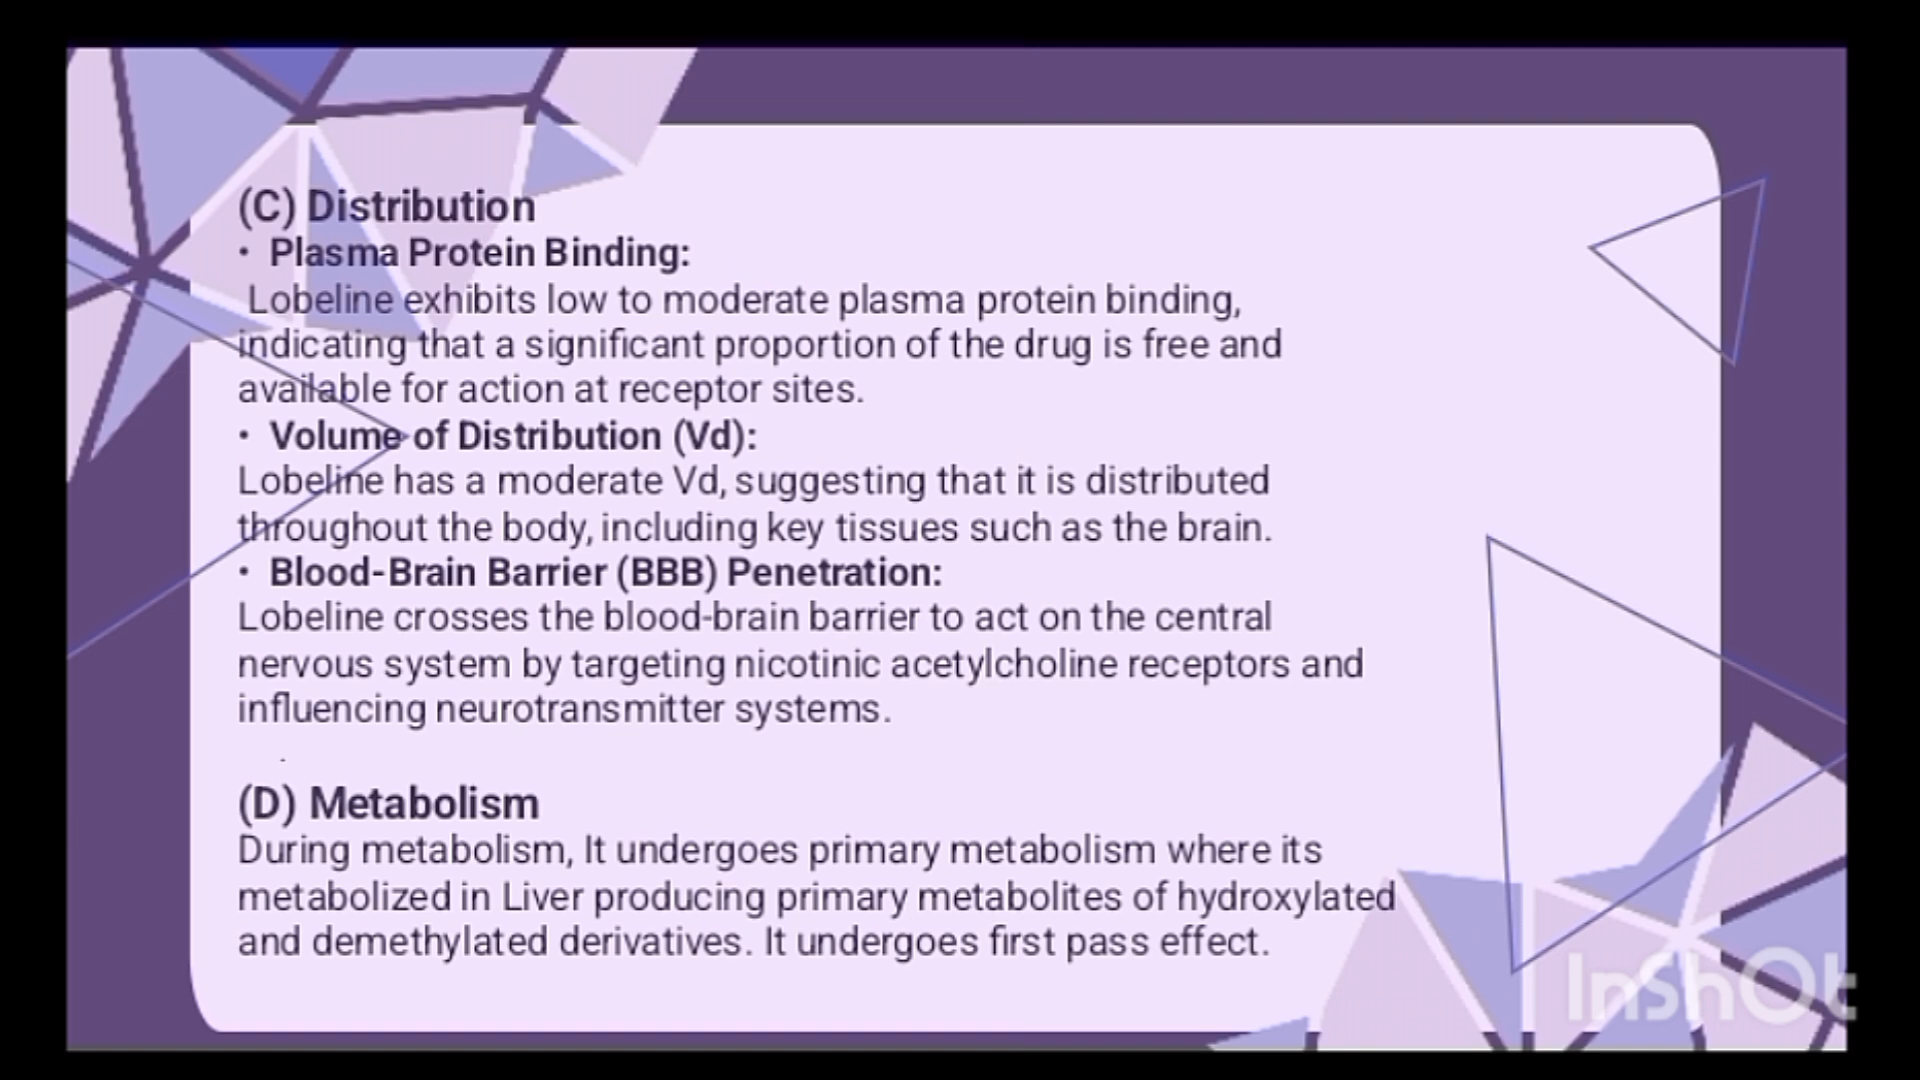 (C) Distribution
• Plasma Protein Binding:
Lobeline exhibits low to moderate plasma protein binding,
indicating that a significant proportion of the drug is free and
available for action at receptor sites.
• Volume of Distribution (Vd):
Lobeline has a moderate Vd, suggesting that it is distributed
throughout the body, including key tissues such as the brain.
• Blood-Brain Barrier (BBB) Penetration:
Lobeline crosses the blood-brain barrier to act on the central
nervous system by targeting nicotinic acetylcholine receptors and
influencing neurotransmitter systems.
.
(D) Metabolism
During metabolism, It undergoes primary metabolism where its
metabolized in Liver producing primary metabolites of hydroxylated
and demethylated derivatives. It undergoes first pass effect.
InShOt